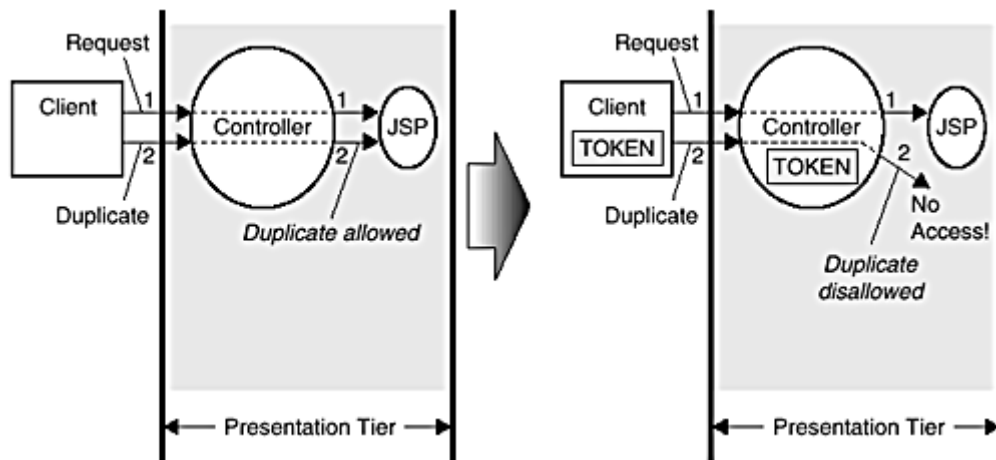 Request
Client
1
1
Controller
JSP
2
2
Duplicate
Duplicate allowed
Presentation Tier
Request
Client
1
1
TOKEN
Controller
JSP
2
TOKEN
2
Duplicate
No
Access!
Duplicate
disallowed
Presentation Tier